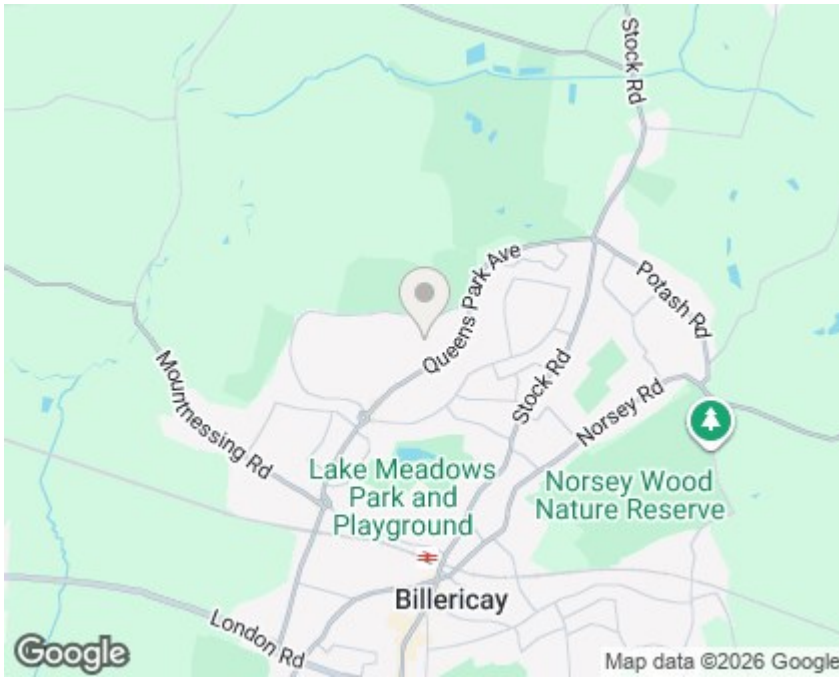 Stock Rd
Queens Park Ave
Potash Rd
Mountnessing Rd
Stock Rd
Norsey Rd
Lake Meadows
Park and
Playground
Norsey Wood
Nature Reserve
Billericay
London Rd
Google
Map data ©2026 Google